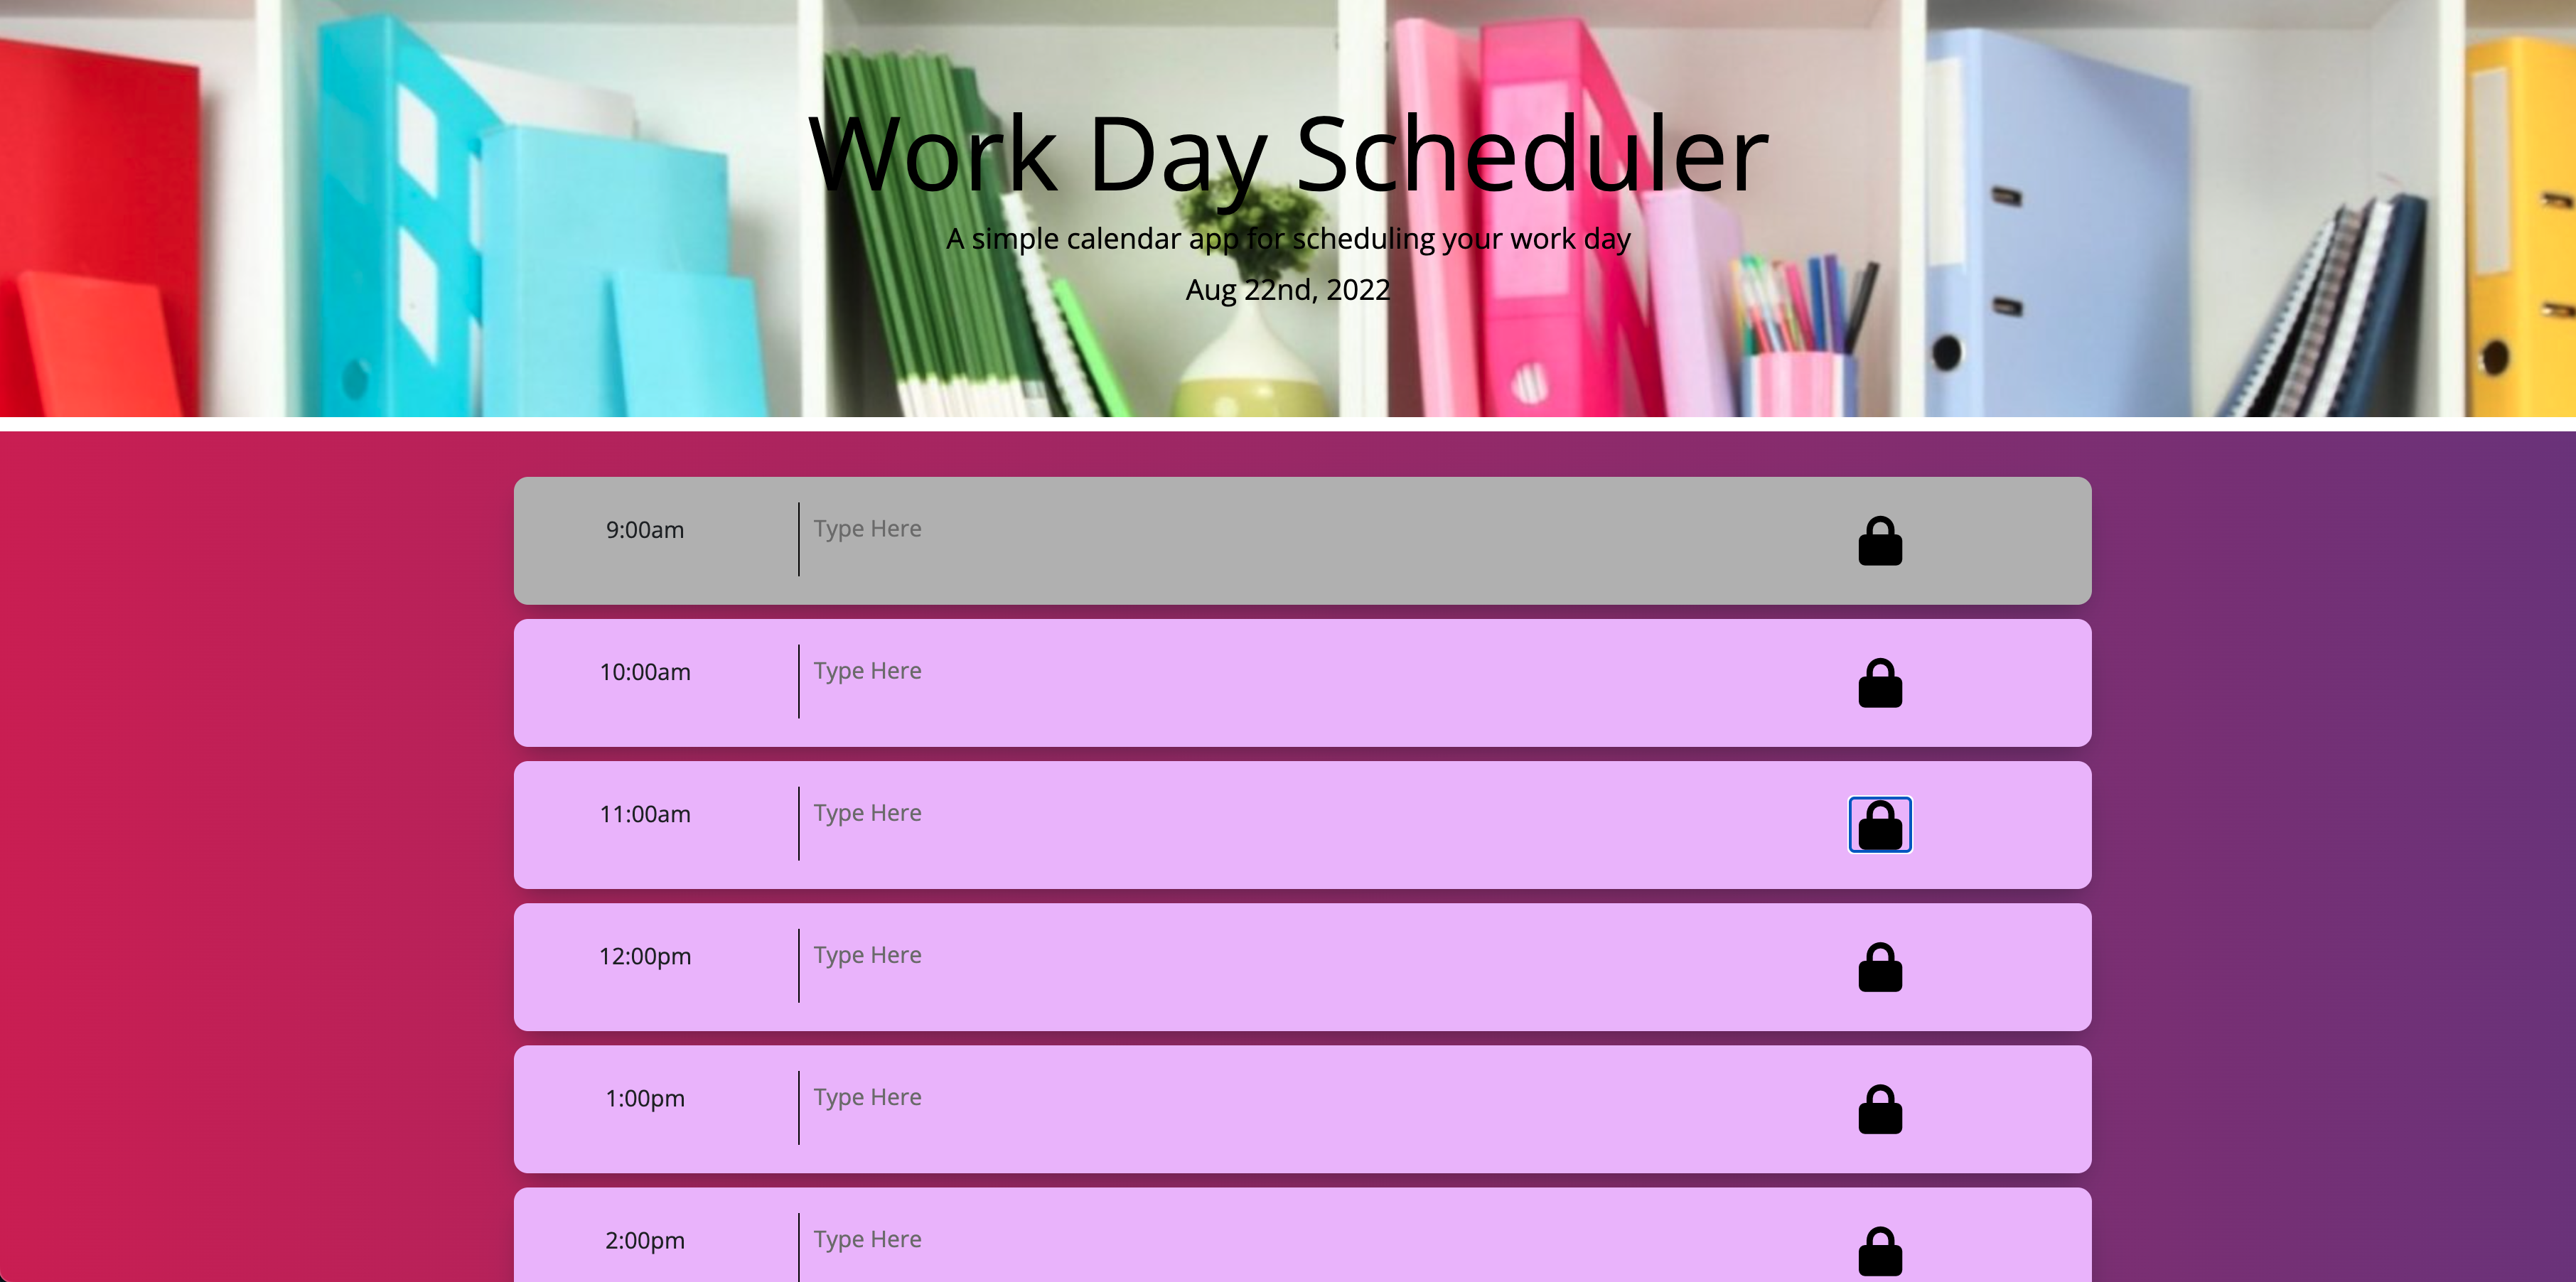 Work Day Scheduler
A simple calendar app for scheduling your work day
Aug 22nd, 2022
9:00am Type Here
10:00am Type Here
11:00am Type Here
12:00pm Type Here
1:00pm Type Here
2:00pm Type Here